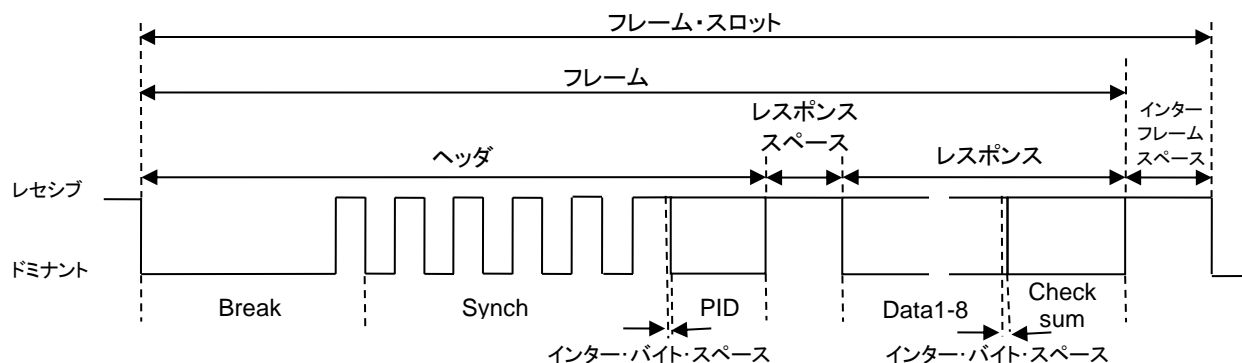 フレーム・スロット
フレーム
レスポンス
スペース
インター
フレーム
スペース
ヘッダ
レスポンス
レセシブ
ドミナント
Break
Synch
PID
Data1-8
Check
sum
インター・バイト・スペース
インター・バイト・スペース